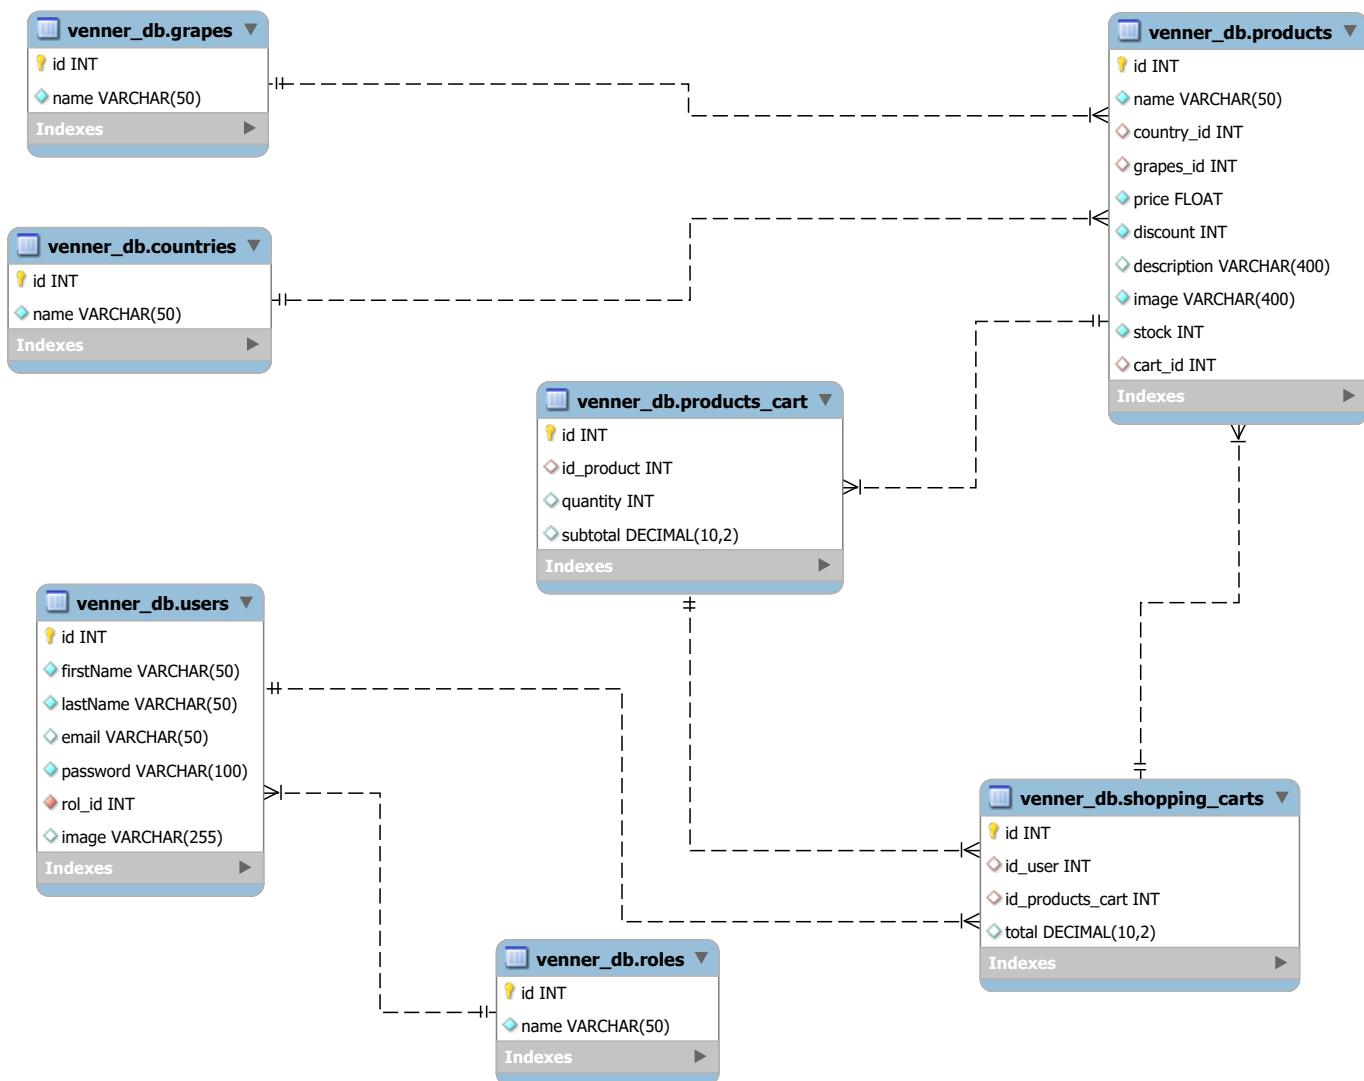 venner_db.grapes
id INT
name VARCHAR(50)
Indexes
venner_db.products
id INT
name VARCHAR(50)
country_id INT
grapes_id INT
price FLOAT
discount INT
description VARCHAR(400)
image VARCHAR(400)
stock INT
cart_id INT
Indexes
venner_db.countries
id INT
name VARCHAR(50)
Indexes
venner_db.products_cart
id INT
id_product INT
quantity INT
subtotal DECIMAL(10,2)
Indexes
venner_db.users
id INT
firstName VARCHAR(50)
lastName VARCHAR(50)
email VARCHAR(50)
password VARCHAR(100)
rol_id INT
image VARCHAR(255)
Indexes
venner_db.shopping_carts
id INT
id_user INT
id_products_cart INT
total DECIMAL(10,2)
Indexes
venner_db.roles
id INT
name VARCHAR(50)
Indexes